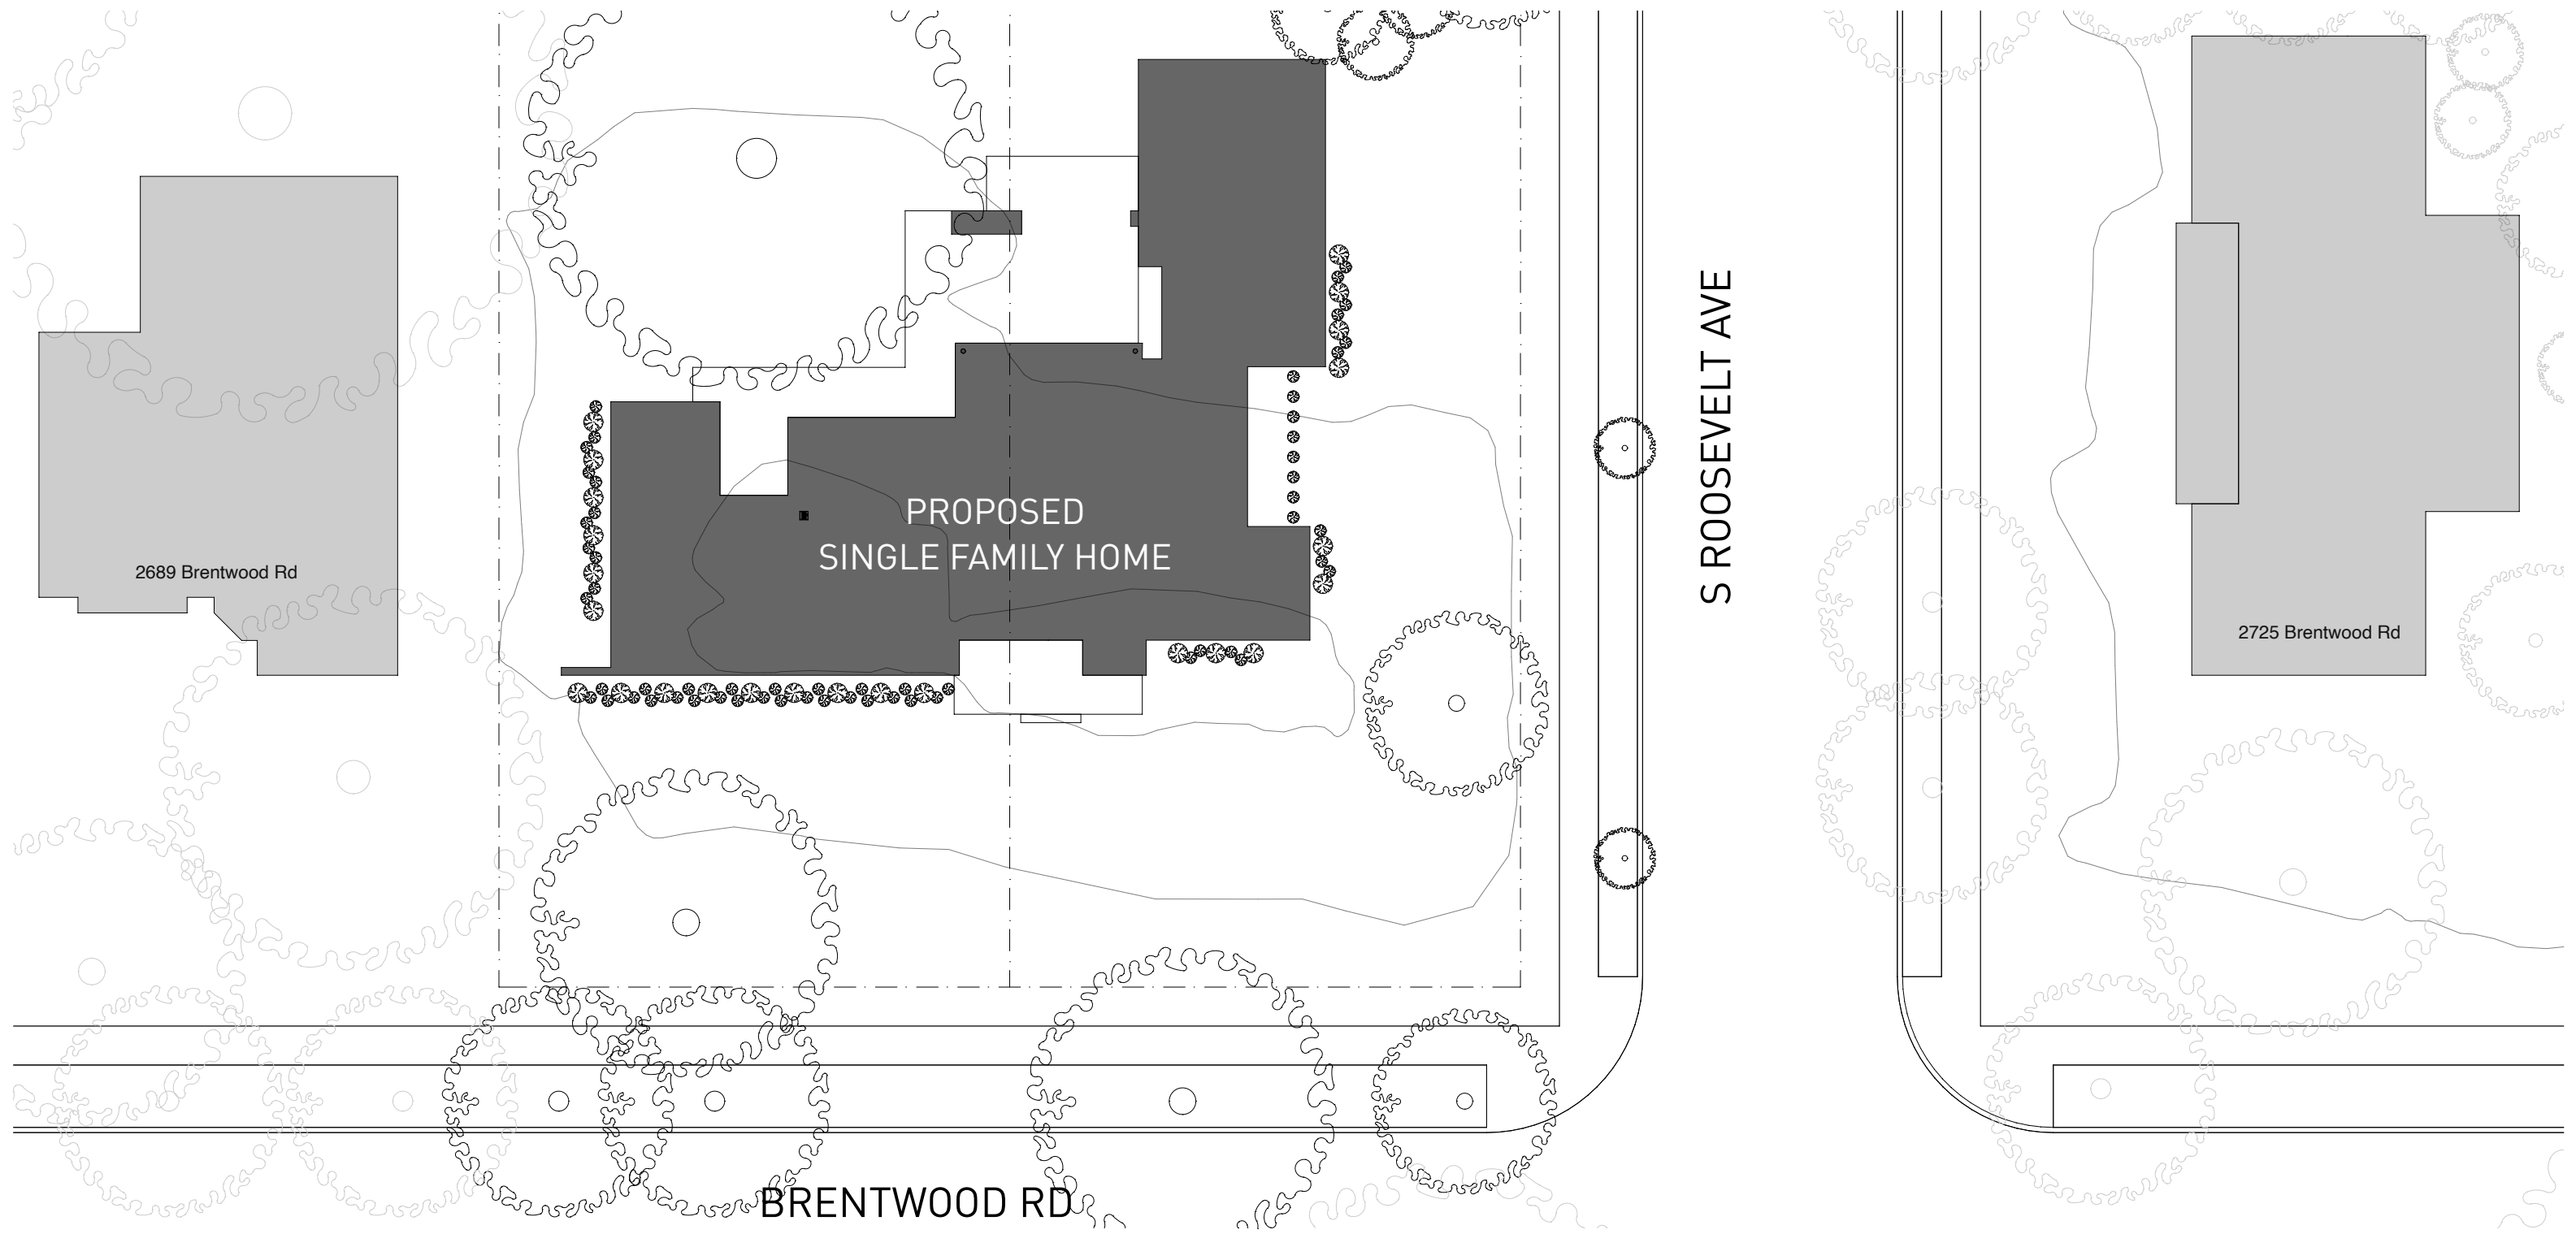 PROPOSED
SINGLE FAMILY HOME
2689 Brentwood Rd
S ROOSEVELT AVE
2725 Brentwood Rd
BRENTWOOD RD